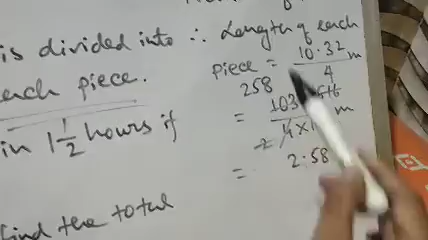 is divided into ∴ Length of each
each piece. piece = 10.32/4 m
258
in 1 1/2 hours if = m
= 2.58
find the total